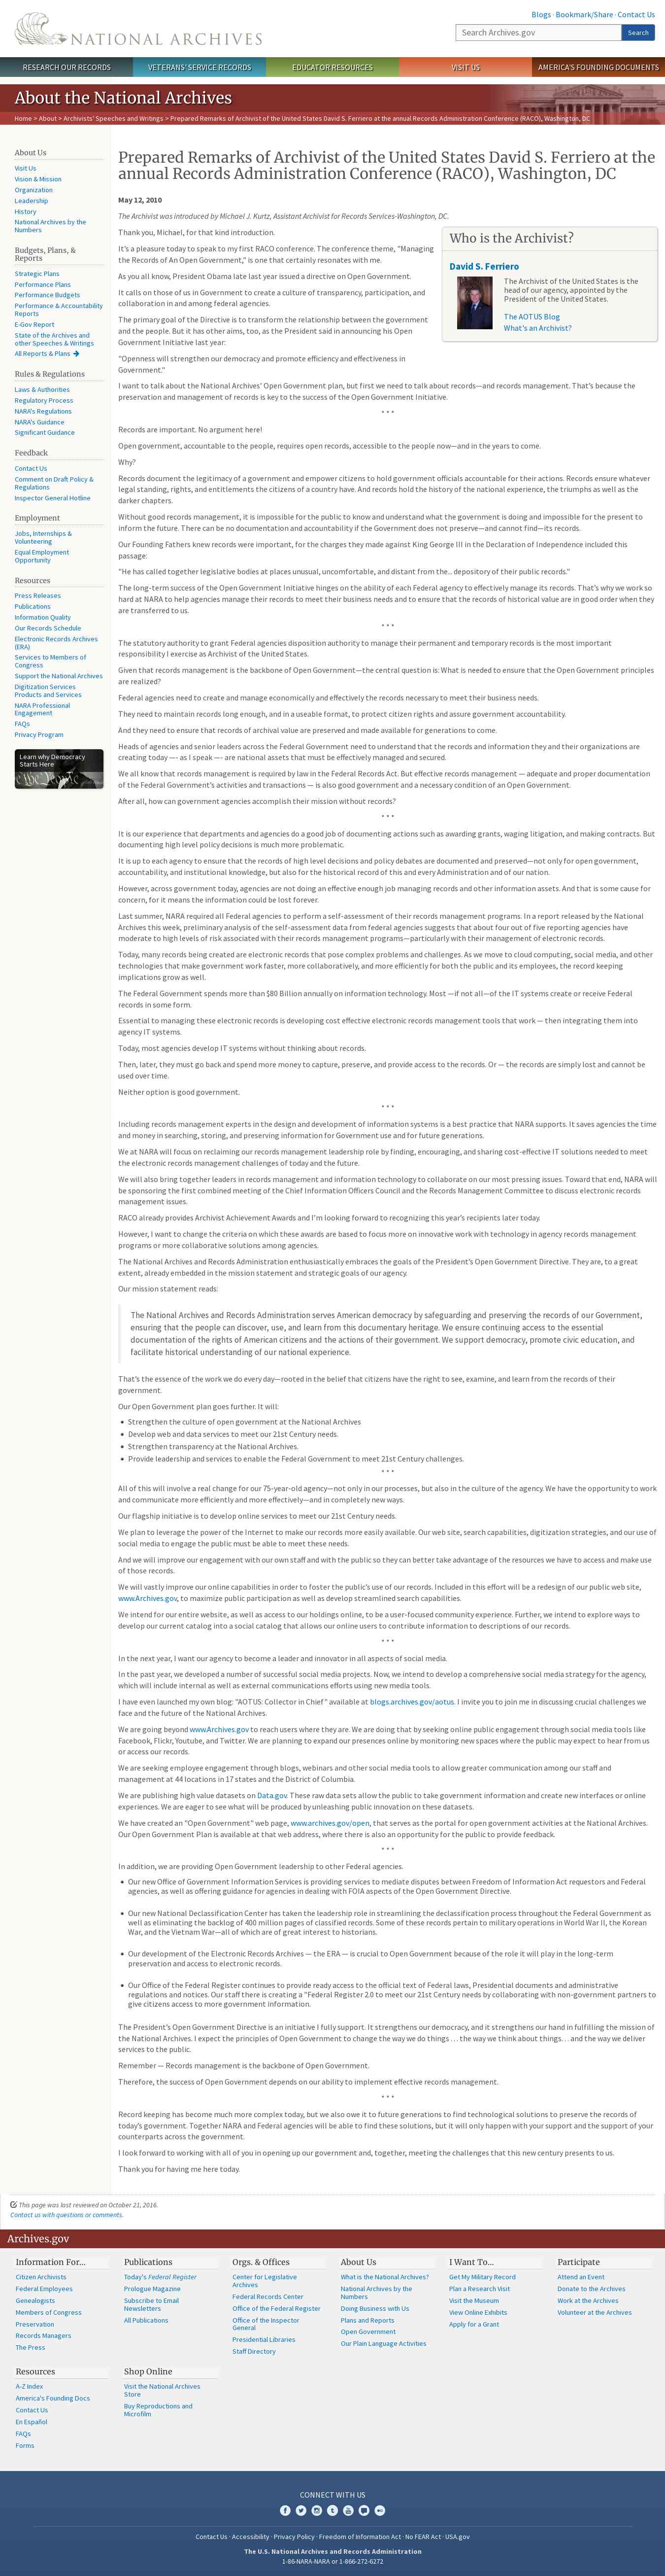 Blogs · Bookmark/Share · Contact Us
NATIONAL ARCHIVES
Search Archives.gov
Search
RESEARCH OUR RECORDS
VETERANS' SERVICE RECORDS
EDUCATOR RESOURCES
VISIT US
AMERICA'S FOUNDING DOCUMENTS
About the National Archives
Home > About > Archivists' Speeches and Writings > Prepared Remarks of Archivist of the United States David S. Ferriero at the annual Records Administration Conference (RACO), Washington, DC
About Us
Visit Us
Vision & Mission
Organization
Leadership
History
National Archives by the
Numbers
Budgets, Plans, &
Reports
Strategic Plans
Performance Plans
Performance Budgets
Performance & Accountability
Reports
E-Gov Report
State of the Archives and
other Speeches & Writings
All Reports & Plans
Rules & Regulations
Laws & Authorities
Regulatory Process
NARA's Regulations
NARA's Guidance
Significant Guidance
Feedback
Contact Us
Comment on Draft Policy &
Regulations
Inspector General Hotline
Employment
Jobs, Internships &
Volunteering
Equal Employment
Opportunity
Resources
Press Releases
Publications
Information Quality
Our Records Schedule
Electronic Records Archives
(ERA)
Services to Members of
Congress
Support the National Archives
Digitization Services
Products and Services
NARA Professional
Engagement
FAQs
Privacy Program
Learn why Democracy
Starts Here
Prepared Remarks of Archivist of the United States David S. Ferriero at the
annual Records Administration Conference (RACO), Washington, DC
May 12, 2010
The Archivist was introduced by Michael J. Kurtz, Assistant Archivist for Records Services-Washington, DC.
Who is the Archivist?
David S. Ferriero
The Archivist of the United States is the
head of our agency, appointed by the
President of the United States.
The AOTUS Blog
What's an Archivist?
Thank you, Michael, for that kind introduction.
It's a pleasure today to speak to my first RACO conference. The conference theme, "Managing
the Records of An Open Government," is one that certainly resonates with me.
As you all know, President Obama late last year issued a directive on Open Government.
It calls on those of us in Government to create a culture of transparency, participation, and
collaboration in and among federal agencies.
The primary goal of the Directive is to transform the relationship between the government and
the people. But it has other aims, too, as the President said in announcing his Open
Government Initiative last year:
"Openness will strengthen our democracy and promote efficiency and effectiveness in
Government."
I want to talk about the National Archives' Open Government plan, but first we need to talk about records—and records management. That's because the
preservation and management of records is key to the success of the Open Government Initiative.
* * *
Records are important. No argument here!
Open government, accountable to the people, requires open records, accessible to the people now—and in the years to come.
Why?
Records document the legitimacy of a government and empower citizens to hold government officials accountable for their actions. Records ensure whatever
legal standing, rights, and entitlements the citizens of a country have. And records hold the history and the national experience, the triumphs as well as the
darker chapters.
Without good records management, it is impossible for the public to know and assess the actions and intentions of its government, whether in the present to
inform the future. There can be no documentation and accountability if the Government does not preserve—and cannot find—its records.
Our Founding Fathers knew records were important, for the charges they made against King George III in the Declaration of Independence included this
passage:
"He has called together legislative bodies at places unusual, uncomfortable, and distant from the... depository of their public records."
The long-term success of the Open Government Initiative hinges on the ability of each Federal agency to effectively manage its records. That's why we work so
hard at NARA to help agencies manage their records to meet their business needs and to ensure that the records of historical value are in good order when they
are transferred to us.
* * *
The statutory authority to grant Federal agencies disposition authority to manage their permanent and temporary records is the most important
responsibility I exercise as Archivist of the United States.
Given that records management is the backbone of Open Government—the central question is: What is needed to ensure that the Open Government principles
are realized?
Federal agencies need to create and manage economically and effectively the records necessary to meet their business needs.
They need to maintain records long enough, and in a useable format, to protect citizen rights and assure government accountability.
And they need to ensure that records of archival value are preserved and made available for generations to come.
Heads of agencies and senior leaders across the Federal Government need to understand that the records and information they and their organizations are
creating today —- as I speak —- are national assets that must be effectively managed and secured.
We all know that records management is required by law in the Federal Records Act. But effective records management — adequate and proper documentation of
the Federal Government's activities and transactions — is also good government and a necessary condition of an Open Government.
After all, how can government agencies accomplish their mission without records?
* * *
It is our experience that departments and agencies do a good job of documenting actions such as awarding grants, waging litigation, and making contracts. But
documenting high level policy decisions is much more problematic.
It is up to each agency to ensure that the records of high level decisions and policy debates are documented and preserved—not only for open government,
accountability, and institutional knowledge, but also for the historical record of this and every Administration and of our nation.
However, across government today, agencies are not doing an effective enough job managing records and other information assets. And that is some cause for
concern, for it means the information could be lost forever.
Last summer, NARA required all Federal agencies to perform a self-assessment of their records management programs. In a report released by the National
Archives this week, preliminary analysis of the self-assessment data from federal agencies suggests that about four out of five reporting agencies have
moderate to high levels of risk associated with their records management programs—particularly with their management of electronic records.
Today, many records being created are electronic records that pose complex problems and challenges. As we move to cloud computing, social media, and other
technologies that make government work faster, more collaboratively, and more efficiently for both the public and its employees, the record keeping
implications grow as well.
The Federal Government spends more than $80 Billion annually on information technology. Most —if not all—of the IT systems create or receive Federal
records in some form.
Essential to managing these electronic records is developing cost effective electronic records management tools that work — then integrating them into
agency IT systems.
Today, most agencies develop IT systems without thinking about records.
Then, later, they must go back and spend more money to capture, preserve, and provide access to the records. Or — the records are simply lost and cannot be
used over time.
Neither option is good government.
* * *
Including records management experts in the design and development of information systems is a best practice that NARA supports. It saves agencies the time
and money in searching, storing, and preserving information for Government use and for future generations.
We at NARA will focus on reclaiming our records management leadership role by finding, encouraging, and sharing cost-effective IT solutions needed to meet
the electronic records management challenges of today and the future.
We will also bring together leaders in records management and information technology to collaborate on our most pressing issues. Toward that end, NARA will
be sponsoring the first combined meeting of the Chief Information Officers Council and the Records Management Committee to discuss electronic records
management issues.
RACO already provides Archivist Achievement Awards and I'm looking forward to recognizing this year's recipients later today.
However, I want to change the criteria on which these awards are based to focus more on innovative work with technology in agency records management
programs or more collaborative solutions among agencies.
The National Archives and Records Administration enthusiastically embraces the goals of the President's Open Government Directive. They are, to a great
extent, already embedded in the mission statement and strategic goals of our agency.
Our mission statement reads:
The National Archives and Records Administration serves American democracy by safeguarding and preserving the records of our Government,
ensuring that the people can discover, use, and learn from this documentary heritage. We ensure continuing access to the essential
documentation of the rights of American citizens and the actions of their government. We support democracy, promote civic education, and
facilitate historical understanding of our national experience.
That's the essence of the work we do every day—rooted in the belief that citizens have the right to see, examine, and learn from the records of their
government.
Our Open Government plan goes further. It will:
• Strengthen the culture of open government at the National Archives
• Develop web and data services to meet our 21st Century needs.
• Strengthen transparency at the National Archives.
• Provide leadership and services to enable the Federal Government to meet 21st Century challenges.
* * *
All of this will involve a real change for our 75-year-old agency—not only in our processes, but also in the culture of the agency. We have the opportunity to work
and communicate more efficiently and more effectively—and in completely new ways.
Our flagship initiative is to develop online services to meet our 21st Century needs.
We plan to leverage the power of the Internet to make our records more easily available. Our web site, search capabilities, digitization strategies, and use of
social media to engage the public must be able to meet these needs.
And we will improve our engagement with our own staff and with the public so they can better take advantage of the resources we have to access and make use
of those records.
We will vastly improve our online capabilities in order to foster the public's use of our records. Included in this effort will be a redesign of our public web site,
www.Archives.gov, to maximize public participation as well as develop streamlined search capabilities.
We intend for our entire website, as well as access to our holdings online, to be a user-focused community experience. Further, we intend to explore ways to
develop our current catalog into a social catalog that allows our online visitors to contribute information to descriptions of our records.
* * *
In the next year, I want our agency to become a leader and innovator in all aspects of social media.
In the past year, we developed a number of successful social media projects. Now, we intend to develop a comprehensive social media strategy for the agency,
which will include internal as well as external communications efforts using new media tools.
I have even launched my own blog: "AOTUS: Collector in Chief" available at blogs.archives.gov/aotus. I invite you to join me in discussing crucial challenges we
face and the future of the National Archives.
We are going beyond www.Archives.gov to reach users where they are. We are doing that by seeking online public engagement through social media tools like
Facebook, Flickr, Youtube, and Twitter. We are planning to expand our presences online by monitoring new spaces where the public may expect to hear from us
or access our records.
We are seeking employee engagement through blogs, webinars and other social media tools to allow greater communication among our staff and
management at 44 locations in 17 states and the District of Columbia.
We are publishing high value datasets on Data.gov. These raw data sets allow the public to take government information and create new interfaces or online
experiences. We are eager to see what will be produced by unleashing public innovation on these datasets.
We have created an "Open Government" web page, www.archives.gov/open, that serves as the portal for open government activities at the National Archives.
Our Open Government Plan is available at that web address, where there is also an opportunity for the public to provide feedback.
* * *
In addition, we are providing Open Government leadership to other Federal agencies.
• Our new Office of Government Information Services is providing services to mediate disputes between Freedom of Information Act requestors and Federal
agencies, as well as offering guidance for agencies in dealing with FOIA aspects of the Open Government Directive.
• Our new National Declassification Center has taken the leadership role in streamlining the declassification process throughout the Federal Government as
well as eliminating the backlog of 400 million pages of classified records. Some of these records pertain to military operations in World War II, the Korean
War, and the Vietnam War—all of which are of great interest to historians.
• Our development of the Electronic Records Archives — the ERA — is crucial to Open Government because of the role it will play in the long-term
preservation and access to electronic records.
• Our Office of the Federal Register continues to provide ready access to the official text of Federal laws, Presidential documents and administrative
regulations and notices. Our staff there is creating a "Federal Register 2.0 to meet our 21st Century needs by collaborating with non-government partners to
give citizens access to more government information.
The President's Open Government Directive is an initiative I fully support. It strengthens our democracy, and it strengthens our hand in fulfilling the mission of
the National Archives. I expect the principles of Open Government to change the way we do things . . . the way we think about things. . . and the way we deliver
services to the public.
Remember — Records management is the backbone of Open Government.
Therefore, the success of Open Government depends on our ability to implement effective records management.
* * *
Record keeping has become much more complex today, but we also owe it to future generations to find technological solutions to preserve the records of
today's government. Together NARA and Federal agencies will be able to find these solutions, but it will only happen with your support and the support of your
counterparts across the government.
I look forward to working with all of you in opening up our government and, together, meeting the challenges that this new century presents to us.
Thank you for having me here today.
This page was last reviewed on October 21, 2016.
Contact us with questions or comments.
Archives.gov
Information For...
Citizen Archivists
Federal Employees
Genealogists
Members of Congress
Preservation
Records Managers
The Press
Publications
Today's Federal Register
Prologue Magazine
Subscribe to Email
Newsletters
All Publications
Orgs. & Offices
Center for Legislative
Archives
Federal Records Center
Office of the Federal Register
Office of the Inspector
General
Presidential Libraries
Staff Directory
About Us
What is the National Archives?
National Archives by the
Numbers
Doing Business with Us
Plans and Reports
Open Government
Our Plain Language Activities
I Want To...
Get My Military Record
Plan a Research Visit
Visit the Museum
View Online Exhibits
Apply for a Grant
Participate
Attend an Event
Donate to the Archives
Work at the Archives
Volunteer at the Archives
Resources
A-Z Index
America's Founding Docs
Contact Us
En Español
FAQs
Forms
Shop Online
Visit the National Archives
Store
Buy Reproductions and
Microfilm
CONNECT WITH US
Contact Us · Accessibility · Privacy Policy · Freedom of Information Act · No FEAR Act · USA.gov
The U.S. National Archives and Records Administration
1-86-NARA-NARA or 1-866-272-6272